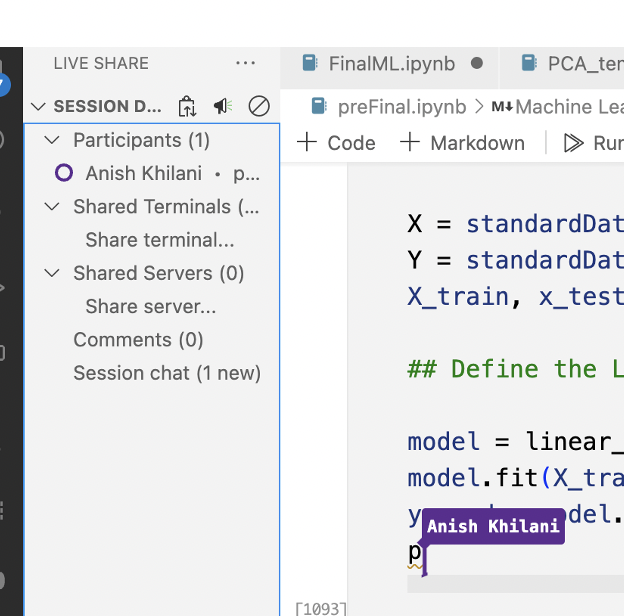 LIVE SHARE ...
SESSION D...
Participants (1)
Anish Khilani • p...
Shared Terminals (...
Share terminal...
Shared Servers (0)
Share server...
Comments (0)
Session chat (1 new)
FinalML.ipynb ●
PCA_ter
preFinal.ipynb > M↓ Machine Lea
+ Code + Markdown Run
X = standardDat
Y = standardDat
X_train, x_test
## Define the L
model = linear_
model.fit(X_tra
Anish Khilani
p
[1093]